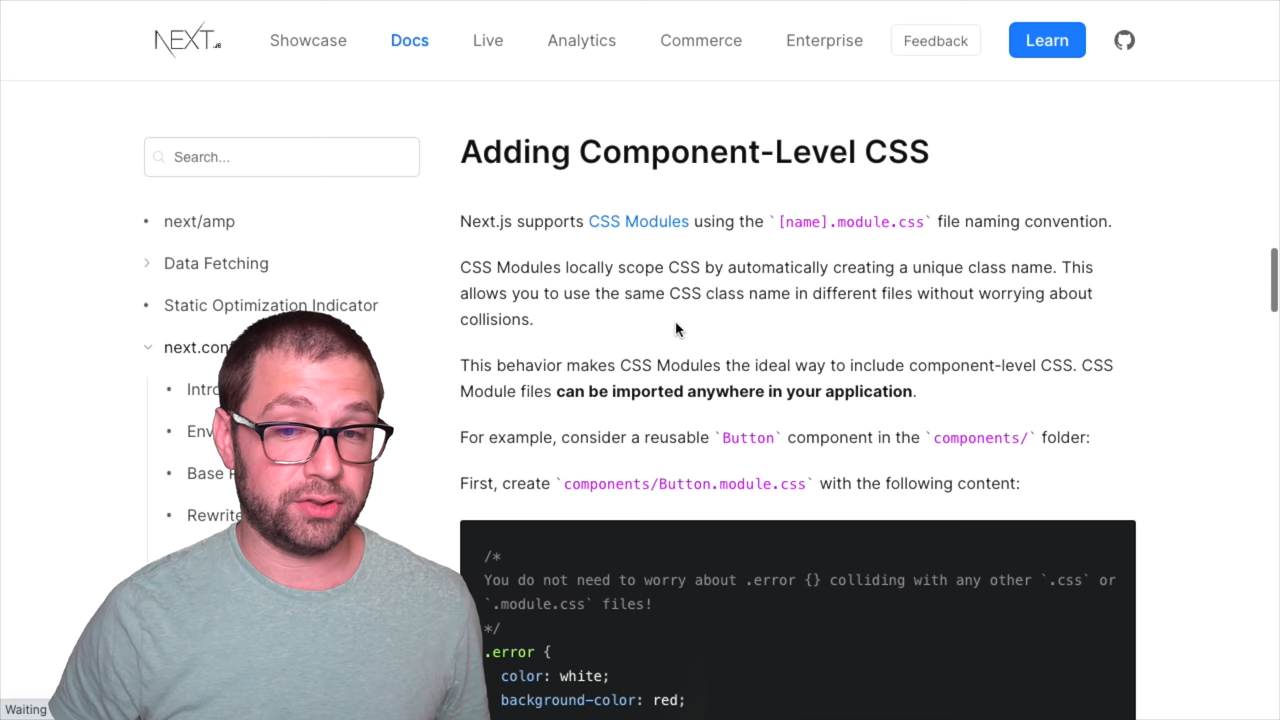 NEXT.JS Showcase Docs Live Analytics Commerce Enterprise Feedback Learn
Search...
• next/amp
Data Fetching
• Static Optimization Indicator
next.con
• Intro
• En
• Base
• Rewrite
Adding Component-Level CSS
Next.js supports CSS Modules using the `[name].module.css` file naming convention.
CSS Modules locally scope CSS by automatically creating a unique class name. This
allows you to use the same CSS class name in different files without worrying about
collisions.
This behavior makes CSS Modules the ideal way to include component-level CSS. CSS
Module files can be imported anywhere in your application.
For example, consider a reusable `Button` component in the `components/` folder:
First, create `components/Button.module.css` with the following content:
/*
You do not need to worry about .error {} colliding with any other `.css` or
`.module.css` files!
*/
.error {
color: white;
background-color: red;
Waiting